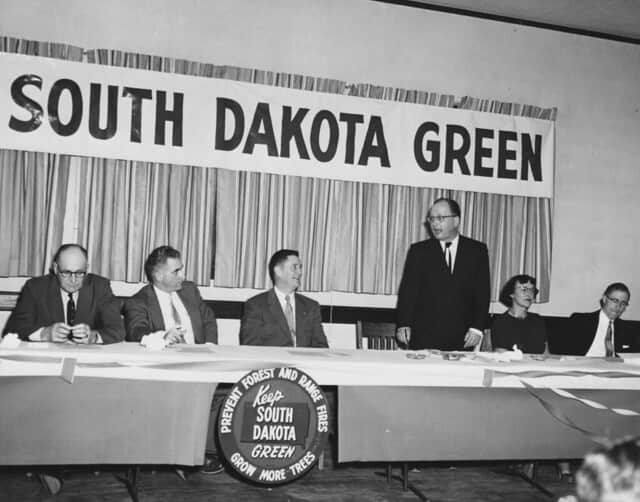 SOUTH DAKOTA GREEN
PREVENT FOREST AND RANGE FIRES
Keep
SOUTH
DAKOTA
GREEN
GROW MORE TREES